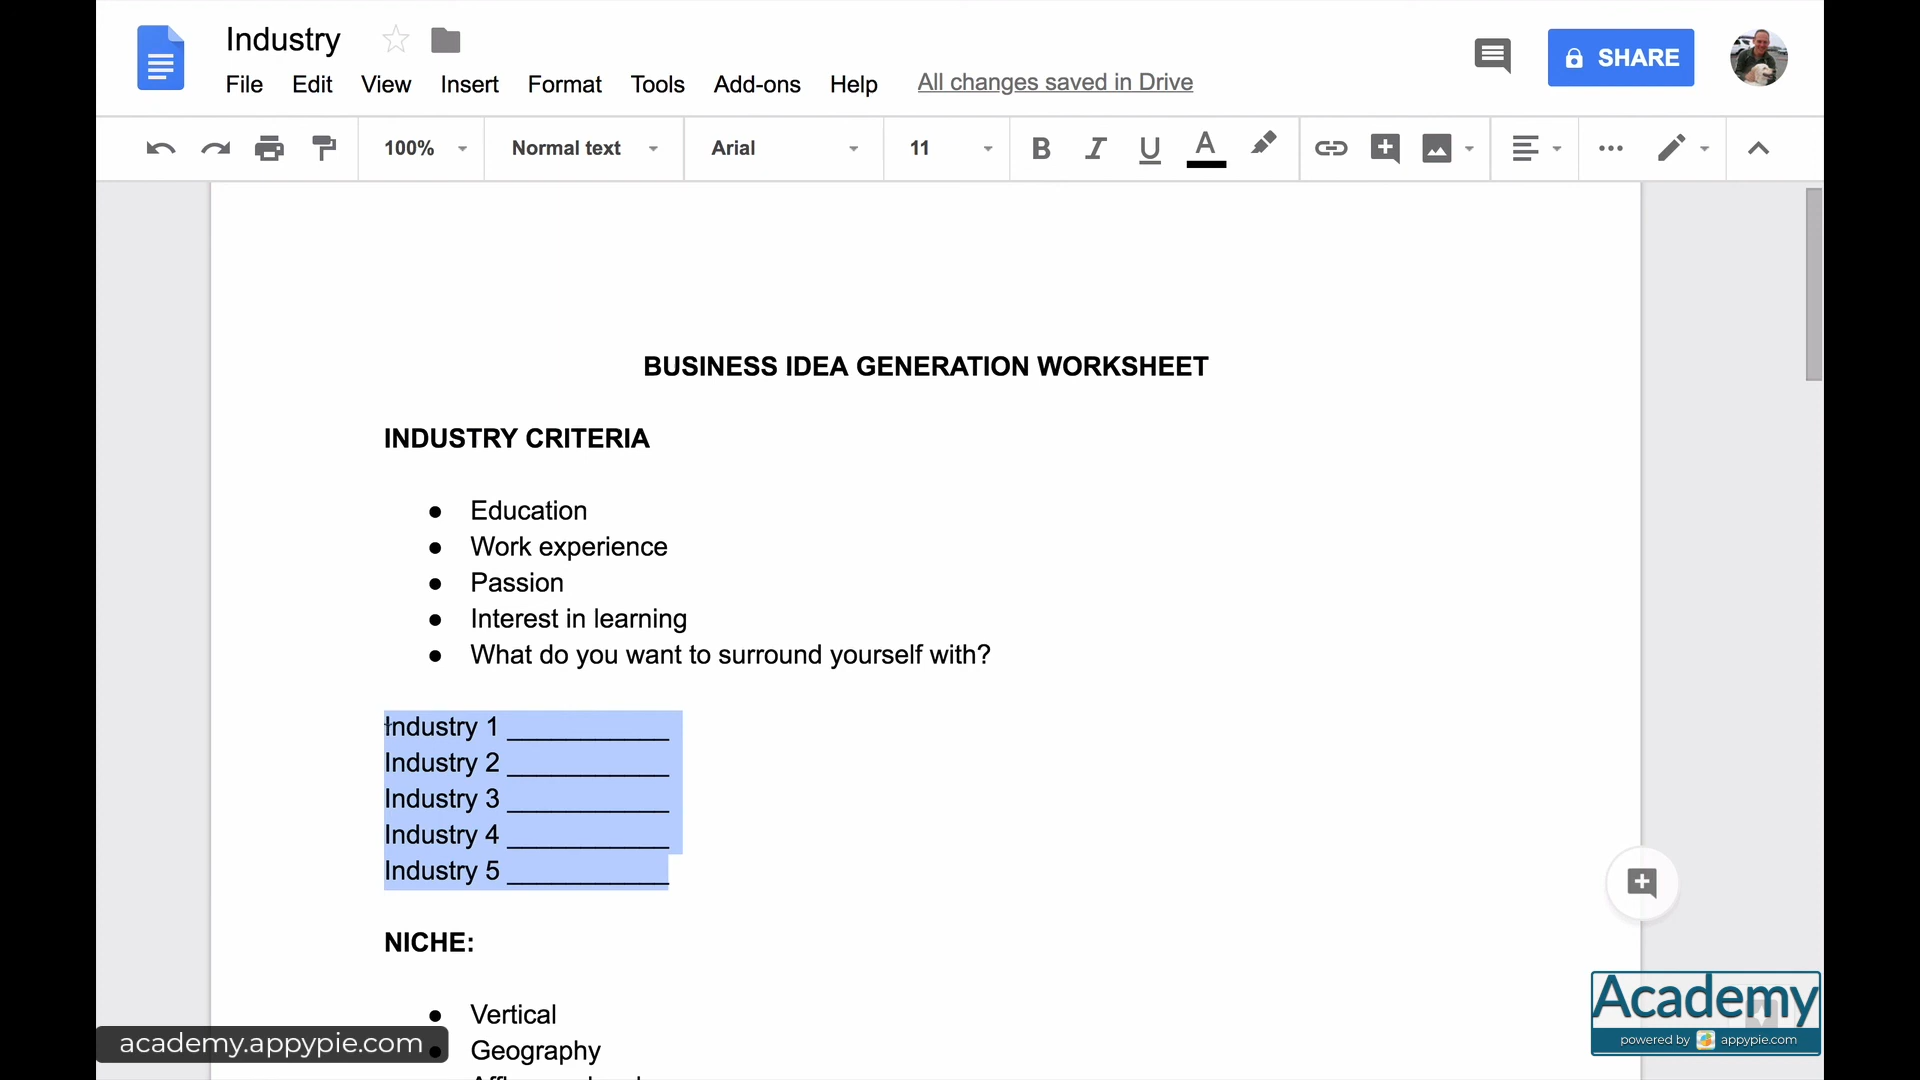 Industry
File Edit View Insert Format Tools Add-ons Help All changes saved in Drive
SHARE
100% Normal text Arial 11 B I U A
BUSINESS IDEA GENERATION WORKSHEET
INDUSTRY CRITERIA
● Education
● Work experience
● Passion
● Interest in learning
● What do you want to surround yourself with?
Industry 1 ___________
Industry 2 ___________
Industry 3 ___________
Industry 4 ___________
Industry 5 ___________
NICHE:
● Vertical
● Geography
academy.appypie.com
Academy
powered by appypie.com